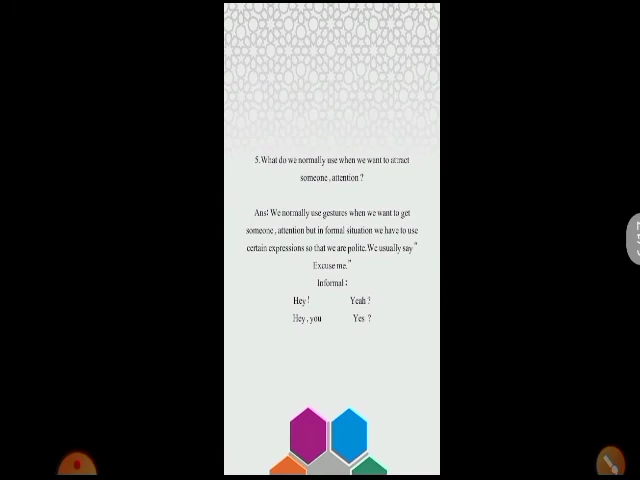 5.What do we normally use when we want to attract
someone , attention ?
Ans: We normally use gestures when we want to get
someone , attention but in formal situation we have to use
certain expressions so that we are polite.We usually say "
Excuse me."
Informal :
Hey ! Yeah ?
Hey , you Yes ?